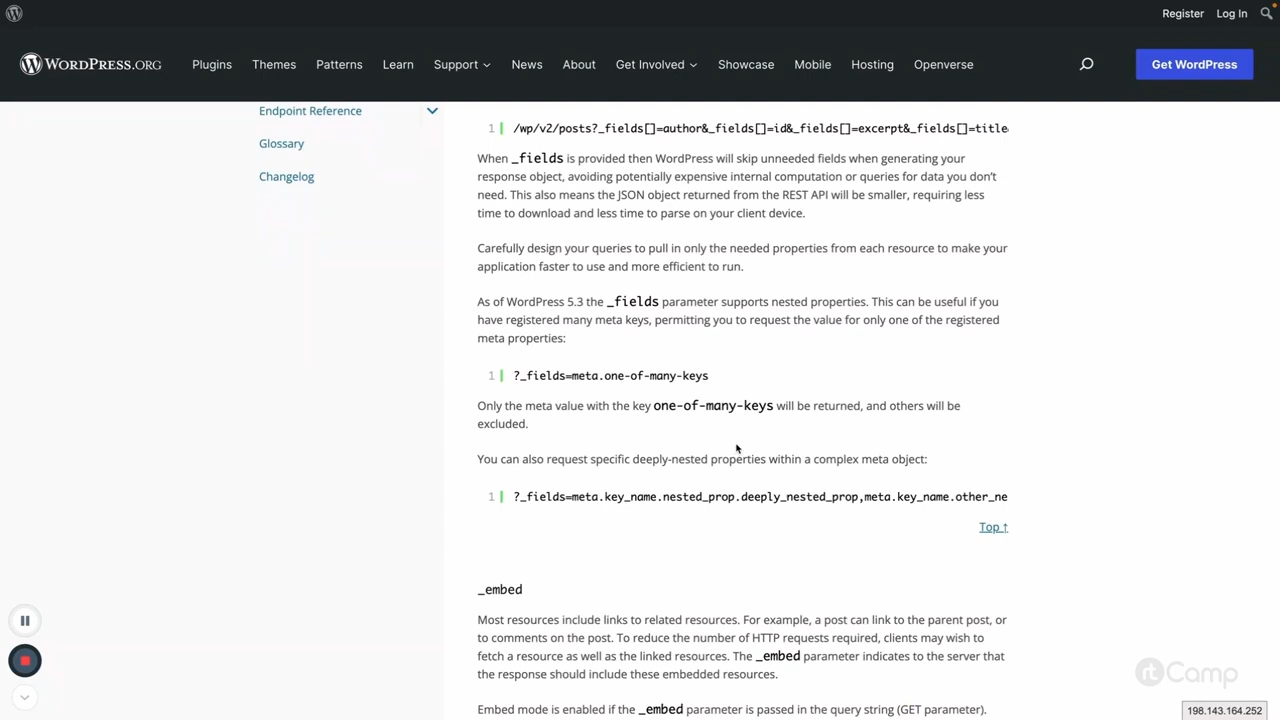 Register Log In
WORDPRESS.ORG Plugins Themes Patterns Learn Support News About Get Involved Showcase Mobile Hosting Openverse Get WordPress
Endpoint Reference
Glossary
Changelog
1 /wp/v2/posts?_fields[]=author&_fields[]=id&_fields[]=excerpt&_fields[]=title
When _fields is provided then WordPress will skip unneeded fields when generating your
response object, avoiding potentially expensive internal computation or queries for data you don't
need. This also means the JSON object returned from the REST API will be smaller, requiring less
time to download and less time to parse on your client device.
Carefully design your queries to pull in only the needed properties from each resource to make your
application faster to use and more efficient to run.
As of WordPress 5.3 the _fields parameter supports nested properties. This can be useful if you
have registered many meta keys, permitting you to request the value for only one of the registered
meta properties:
1 ?_fields=meta.one-of-many-keys
Only the meta value with the key one-of-many-keys will be returned, and others will be
excluded.
You can also request specific deeply-nested properties within a complex meta object:
1 ?_fields=meta.key_name.nested_prop.deeply_nested_prop,meta.key_name.other_ne
Top ↑
_embed
Most resources include links to related resources. For example, a post can link to the parent post, or
to comments on the post. To reduce the number of HTTP requests required, clients may wish to
fetch a resource as well as the linked resources. The _embed parameter indicates to the server that
the response should include these embedded resources.
Embed mode is enabled if the _embed parameter is passed in the query string (GET parameter).
rtCamp
198.143.164.252